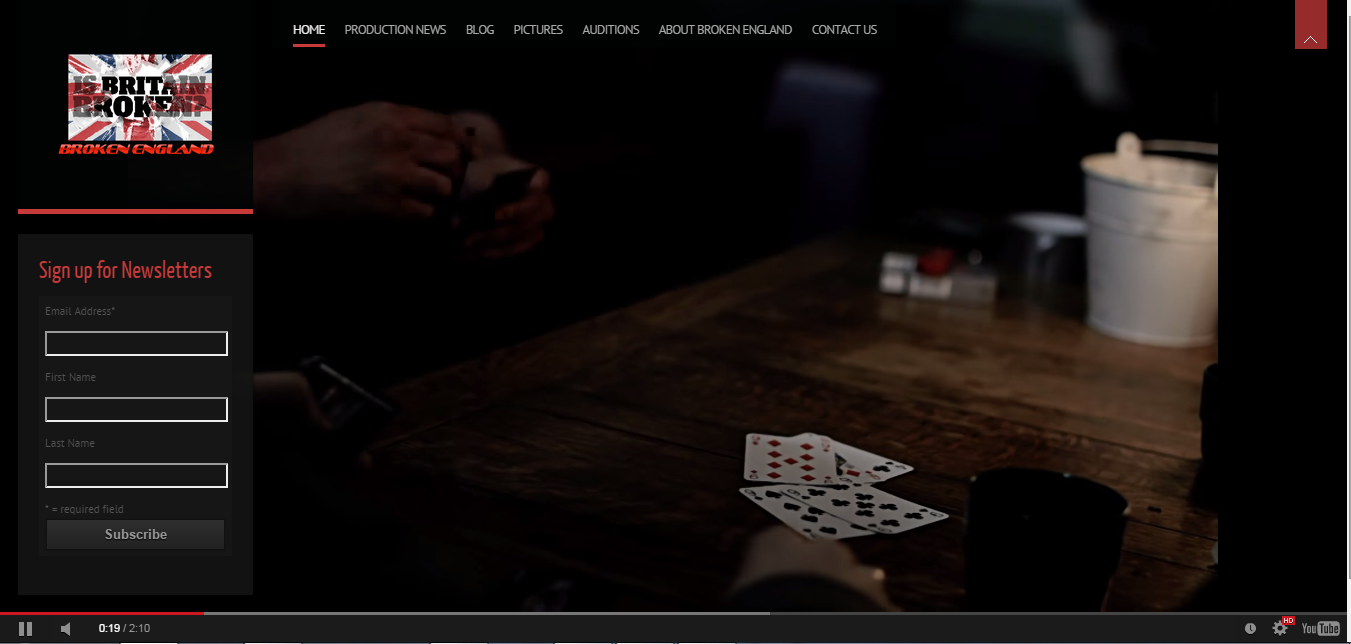 HOME PRODUCTION NEWS BLOG PICTURES AUDITIONS ABOUT BROKEN ENGLAND CONTACT US
IS BRITAIN
BROKEN?
BROKEN ENGLAND
Sign up for Newsletters
Email Address*
First Name
Last Name
* = required field
Subscribe
0:19 / 2:10
HD
YouTube